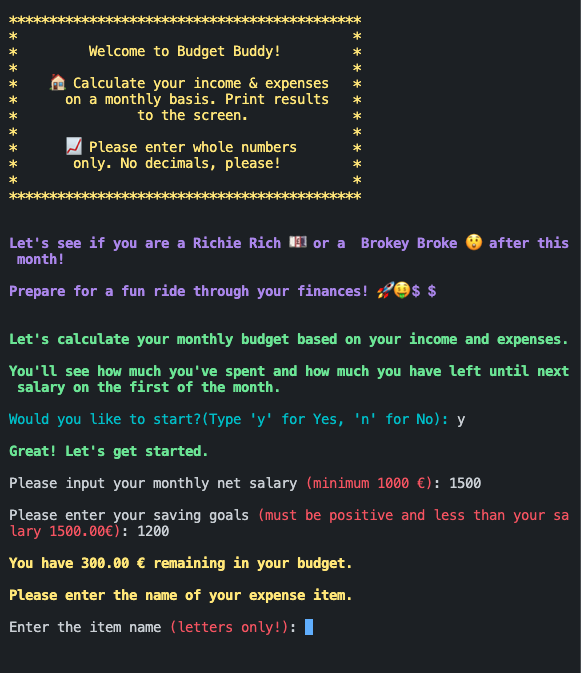 ********************************************
*                                          *
*         Welcome to Budget Buddy!         *
*                                          *
*    🏠 Calculate your income & expenses   *
*      on a monthly basis. Print results   *
*               to the screen.             *
*                                          *
*      📈 Please enter whole numbers       *
*       only. No decimals, please!         *
*                                          *
********************************************
Let's see if you are a Richie Rich 💶 or a  Brokey Broke 😲 after this
 month!
Prepare for a fun ride through your finances! 🚀🤑$ $
Let's calculate your monthly budget based on your income and expenses.
You'll see how much you've spent and how much you have left until next
 salary on the first of the month.
Would you like to start?(Type 'y' for Yes, 'n' for No): y
Great! Let's get started.
Please input your monthly net salary (minimum 1000 €): 1500
Please enter your saving goals (must be positive and less than your sa
lary 1500.00€): 1200
You have 300.00 € remaining in your budget.
Please enter the name of your expense item.
Enter the item name (letters only!):